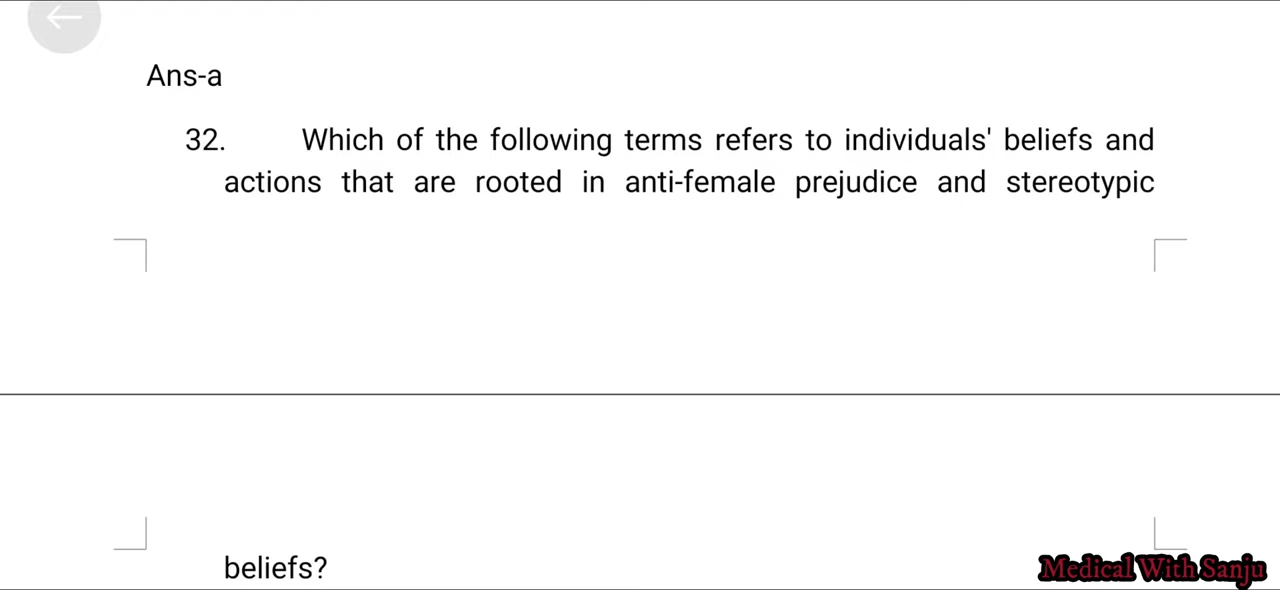 Ans-a
32. Which of the following terms refers to individuals' beliefs and
actions that are rooted in anti-female prejudice and stereotypic
beliefs?
Medical With Sanju